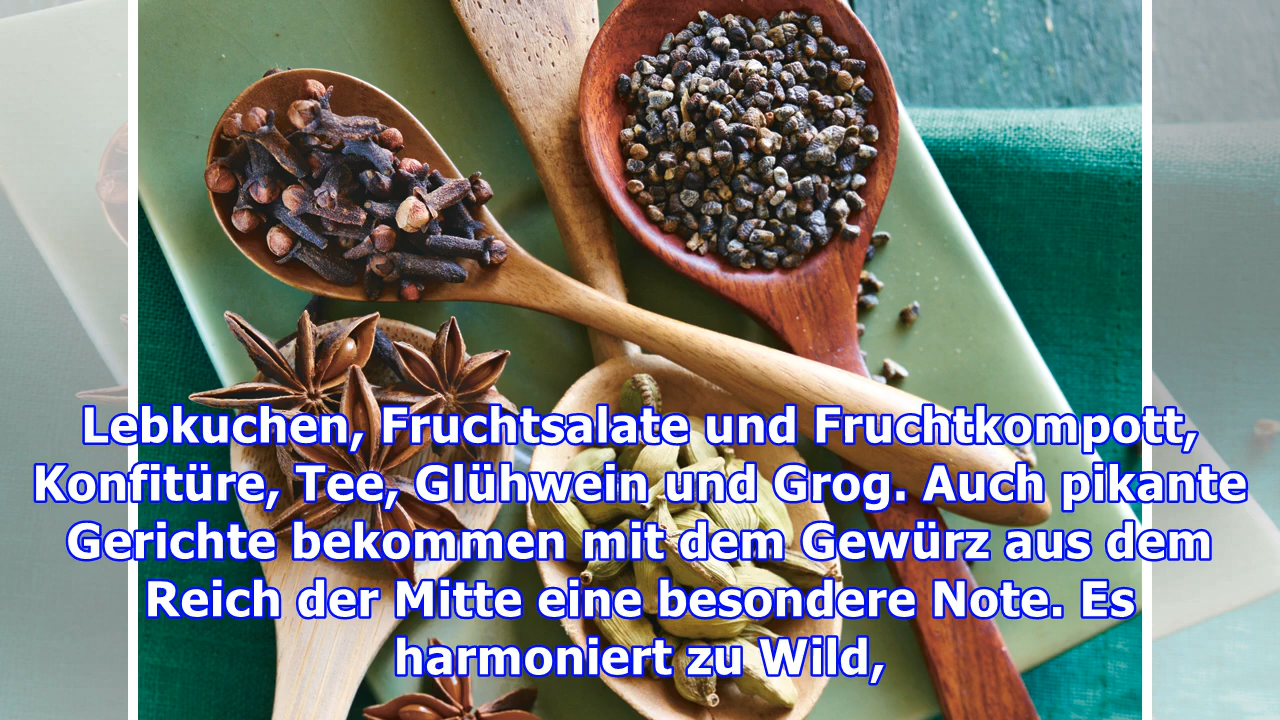 Lebkuchen, Fruchtsalate und Fruchtkompott,
Konfitüre, Tee, Glühwein und Grog. Auch pikante
Gerichte bekommen mit dem Gewürz aus dem
Reich der Mitte eine besondere Note. Es
harmoniert zu Wild,